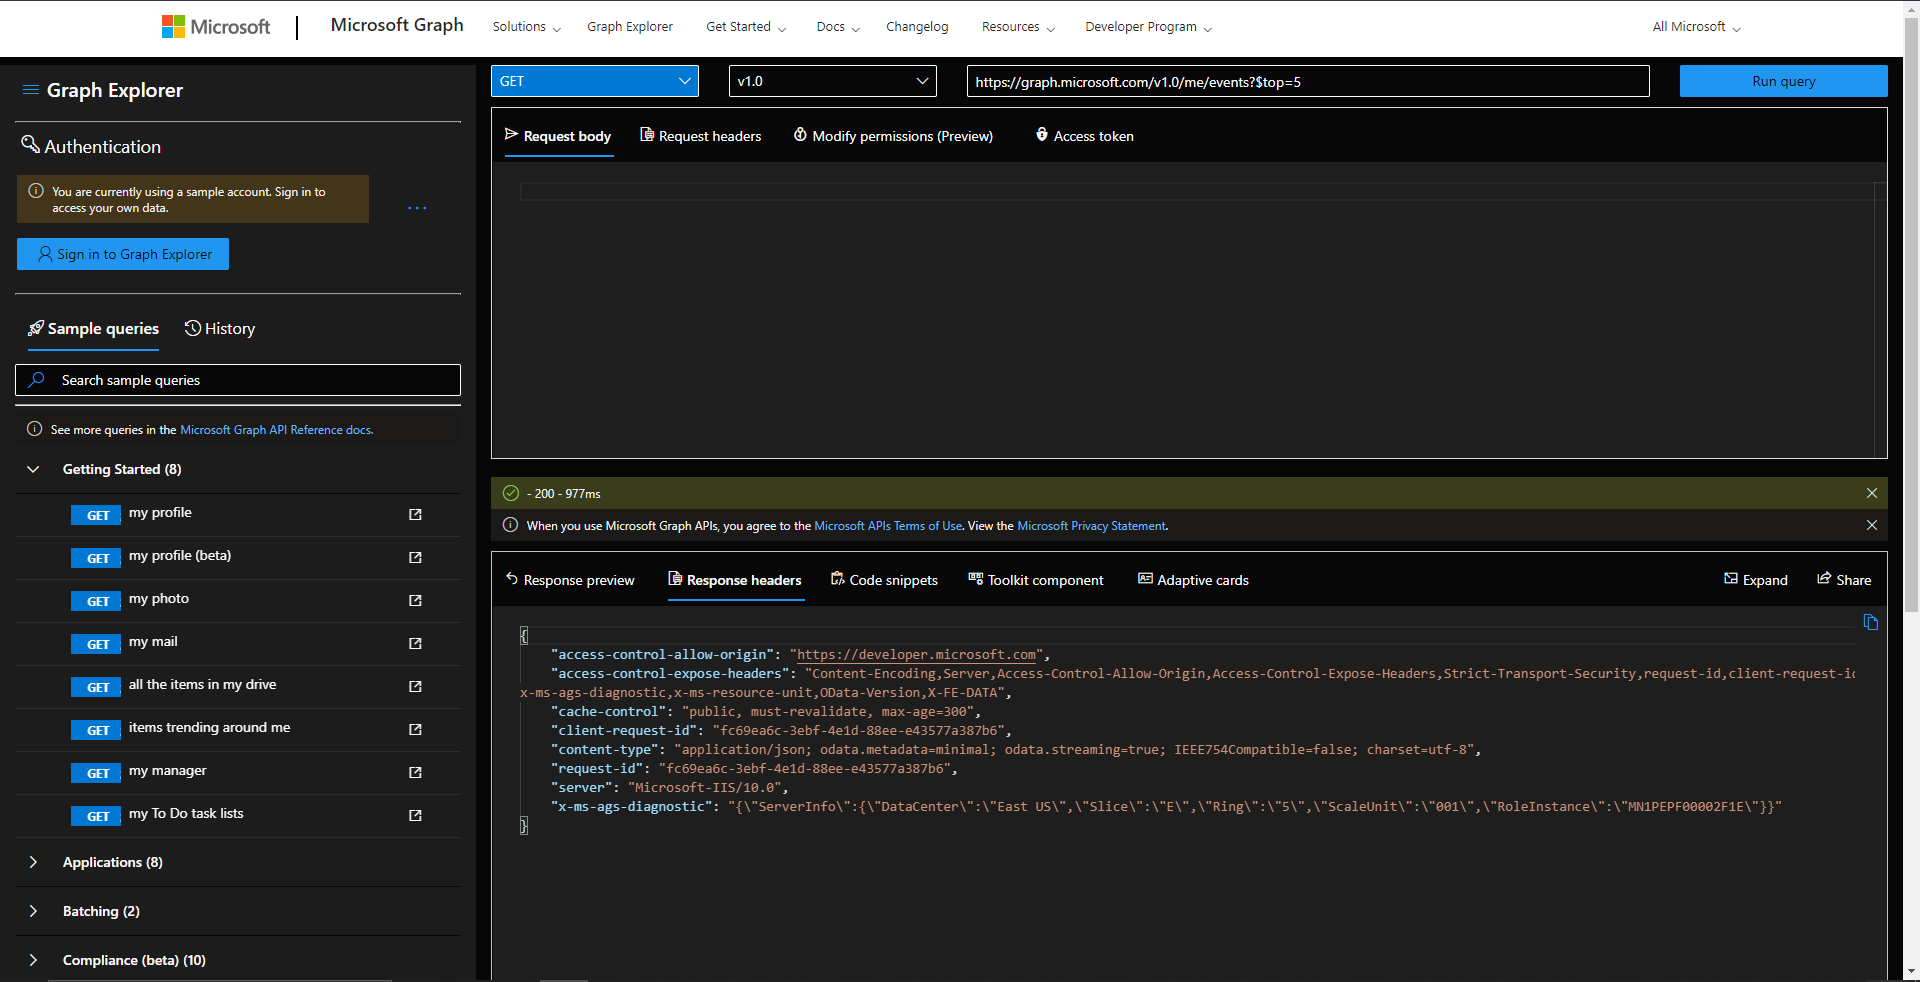 Microsoft
Microsoft Graph
Solutions
Graph Explorer
Get Started
Docs
Changelog
Resources
Developer Program
All Microsoft
Graph Explorer
Authentication
You are currently using a sample account. Sign in to
access your own data.
...
Sign in to Graph Explorer
Sample queries
History
Search sample queries
See more queries in the Microsoft Graph API Reference docs.
Getting Started (8)
GET my profile
GET my profile (beta)
GET my photo
GET my mail
GET all the items in my drive
GET items trending around me
GET my manager
GET my To Do task lists
Applications (8)
Batching (2)
Compliance (beta) (10)
GET
v1.0
https://graph.microsoft.com/v1.0/me/events?$top=5
Run query
Request body
Request headers
Modify permissions (Preview)
Access token
- 200 - 977ms
When you use Microsoft Graph APIs, you agree to the Microsoft APIs Terms of Use. View the Microsoft Privacy Statement.
Response preview
Response headers
Code snippets
Toolkit component
Adaptive cards
Expand
Share
{
"access-control-allow-origin": "https://developer.microsoft.com",
"access-control-expose-headers": "Content-Encoding,Server,Access-Control-Allow-Origin,Access-Control-Expose-Headers,Strict-Transport-Security,request-id,client-request-id
x-ms-ags-diagnostic,x-ms-resource-unit,OData-Version,X-FE-DATA",
"cache-control": "public, must-revalidate, max-age=300",
"client-request-id": "fc69ea6c-3ebf-4e1d-88ee-e43577a387b6",
"content-type": "application/json; odata.metadata=minimal; odata.streaming=true; IEEE754Compatible=false; charset=utf-8",
"request-id": "fc69ea6c-3ebf-4e1d-88ee-e43577a387b6",
"server": "Microsoft-IIS/10.0",
"x-ms-ags-diagnostic": "{\"ServerInfo\":{\"DataCenter\":\"East US\",\"Slice\":\"E\",\"Ring\":\"5\",\"ScaleUnit\":\"001\",\"RoleInstance\":\"MN1PEPF00002F1E\"}}"
}